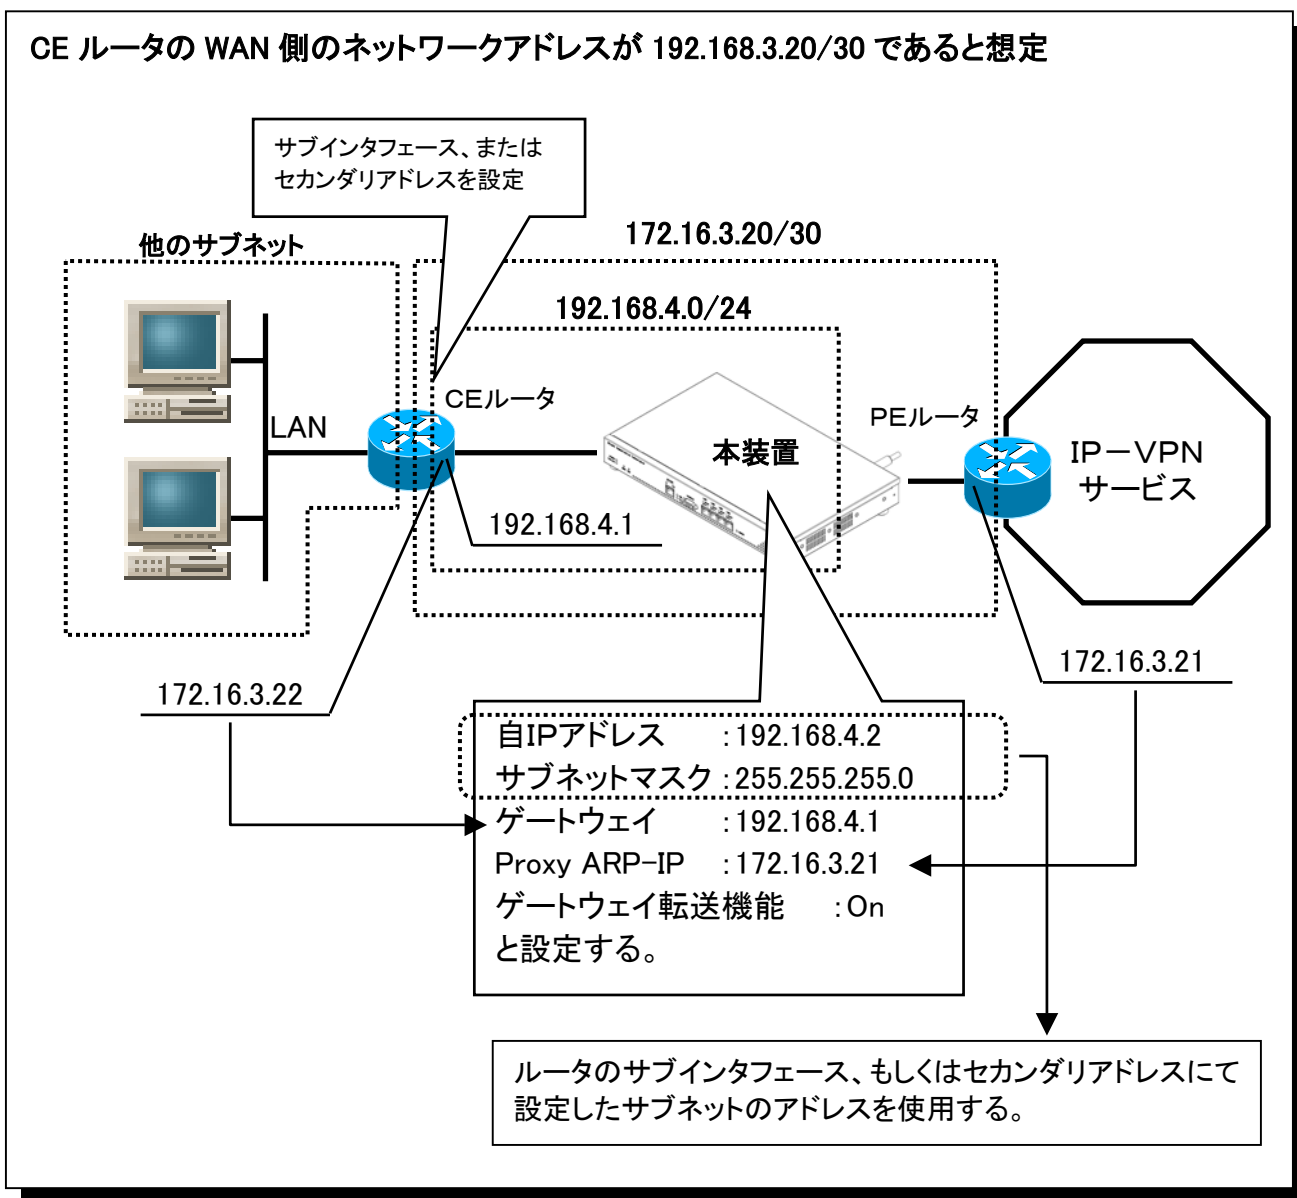 CE ルータの WAN 側のネットワークアドレスが 192.168.3.20/30 であると想定
サブインタフェース、または
セカンダリアドレスを設定
他のサブネット
172.16.3.20/30
192.168.4.0/24
CEルータ
PEルータ
LAN
本装置
IP－VPN
サービス
192.168.4.1
172.16.3.21
172.16.3.22
自IPアドレス :192.168.4.2
サブネットマスク :255.255.255.0
ゲートウェイ :192.168.4.1
Proxy ARP-IP :172.16.3.21
ゲートウェイ転送機能 :On
と設定する。
ルータのサブインタフェース、もしくはセカンダリアドレスにて
設定したサブネットのアドレスを使用する。